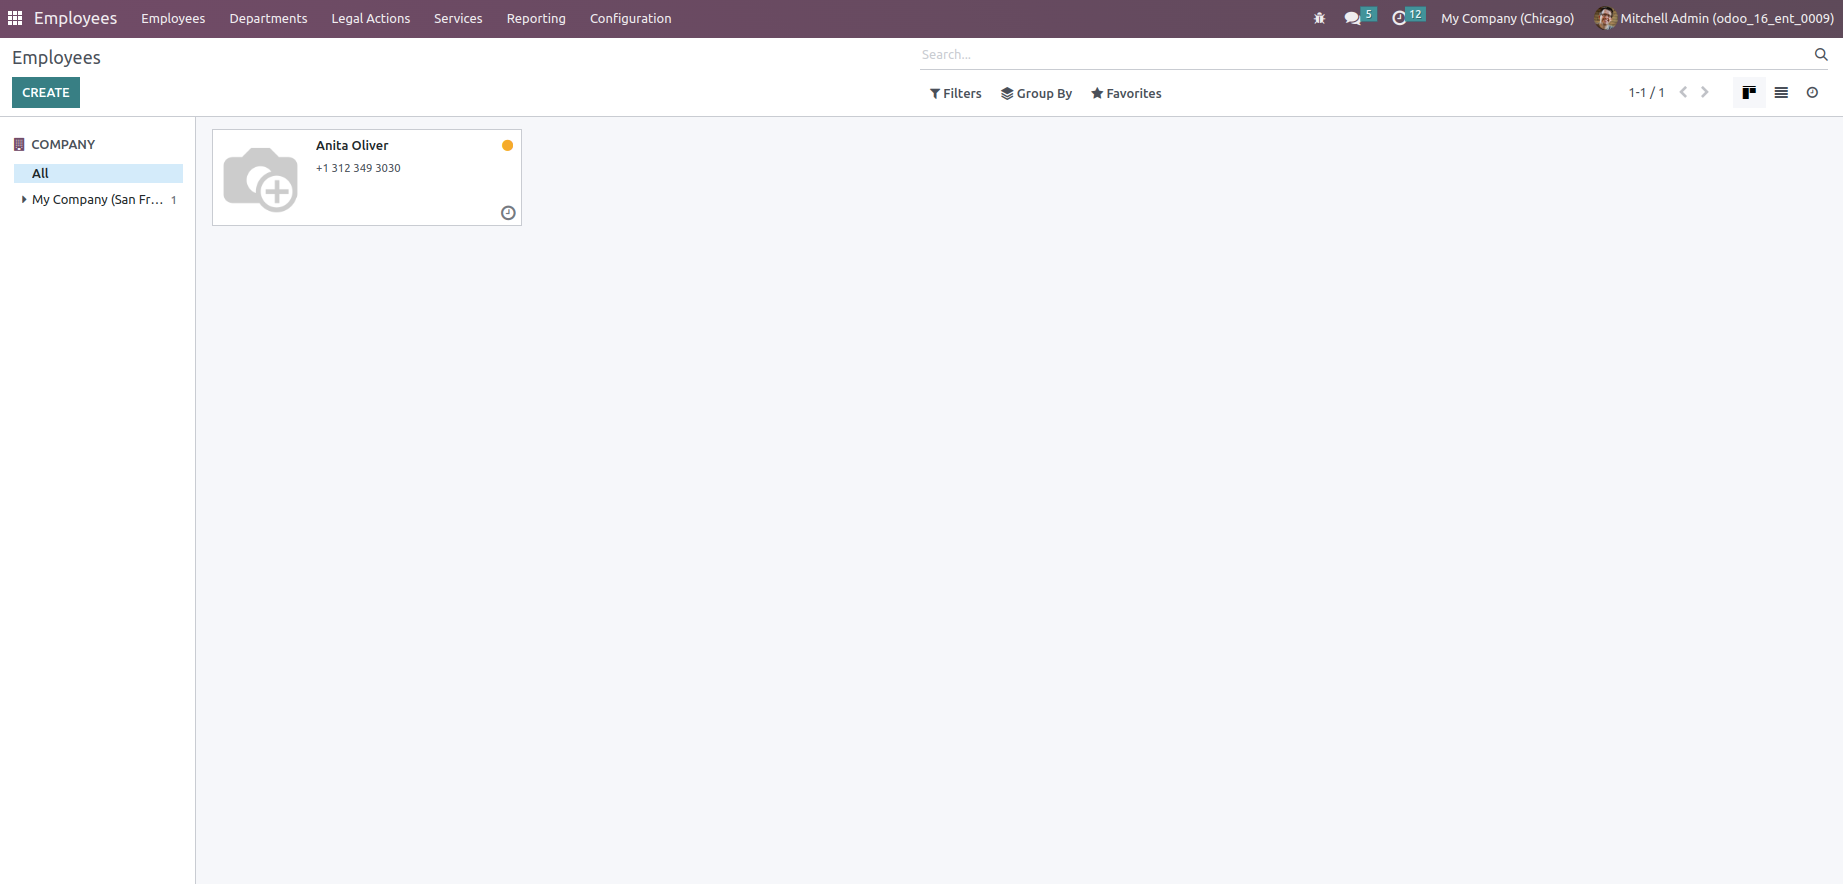 Employees Employees Departments Legal Actions Services Reporting Configuration 5 12 My Company (Chicago) Mitchell Admin (odoo_16_ent_0009)
Employees Search...
CREATE Filters Group By Favorites 1-1 / 1
COMPANY
All
My Company (San Fr... 1
Anita Oliver
+1 312 349 3030